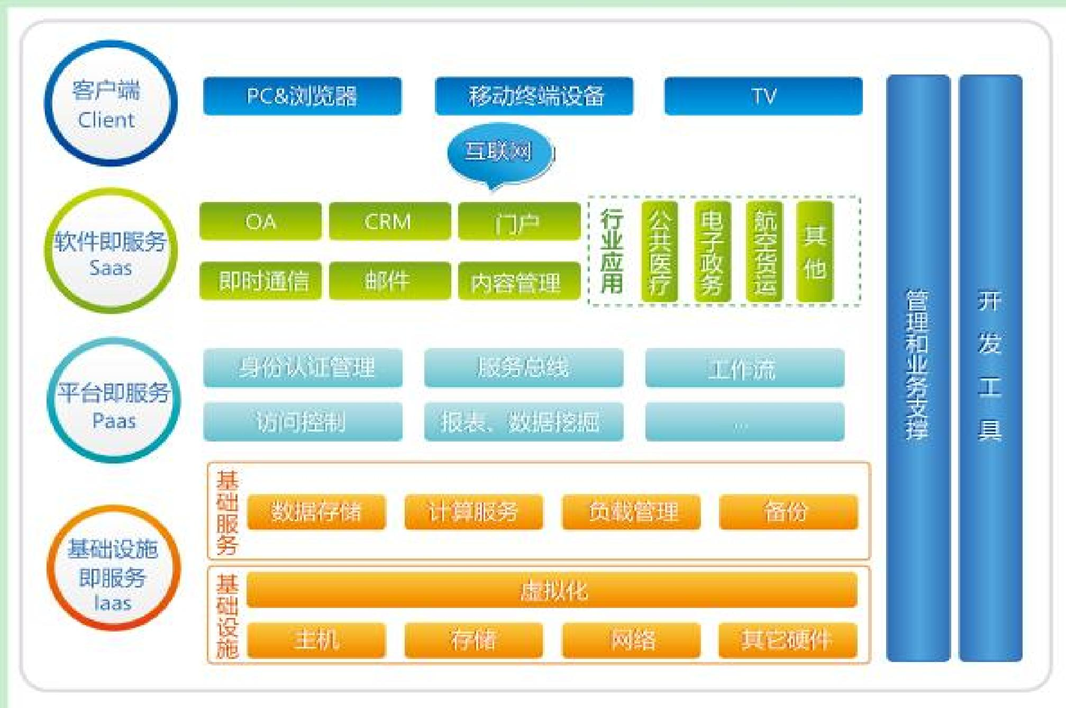 客户端
Client
PC&浏览器
移动终端设备
TV
互联网
软件即服务
Saas
OA
CRM
门户
即时通信
邮件
内容管理
行业应用
公共医疗
电子政务
航空货运
其他
平台即服务
Paas
身份认证管理
服务总线
工作流
访问控制
报表、数据挖掘
...
基础设施
即服务
Iaas
基础服务
数据存储
计算服务
负载管理
备份
基础设施
虚拟化
主机
存储
网络
其它硬件
管理和业务支撑
开发工具